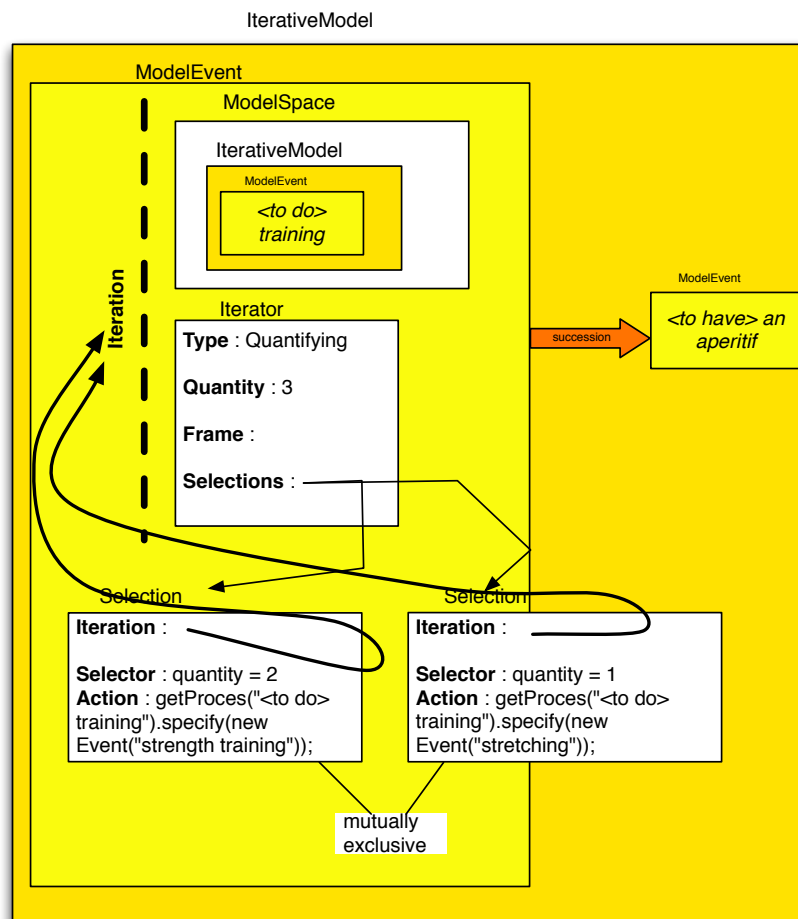 IterativeModel
ModelEvent
ModelSpace
IterativeModel
ModelEvent
<to do>
training
Iteration
Iterator
Type : Quantifying
Quantity : 3
Frame :
Selections :
succession
ModelEvent
<to have> an
aperitif
Selection
Iteration :
Selector : quantity = 2
Action : getProces("<to do>
training").specify(new
Event("strength training"));
Selection
Iteration :
Selector : quantity = 1
Action : getProces("<to do>
training").specify(new
Event("stretching"));
mutually
exclusive